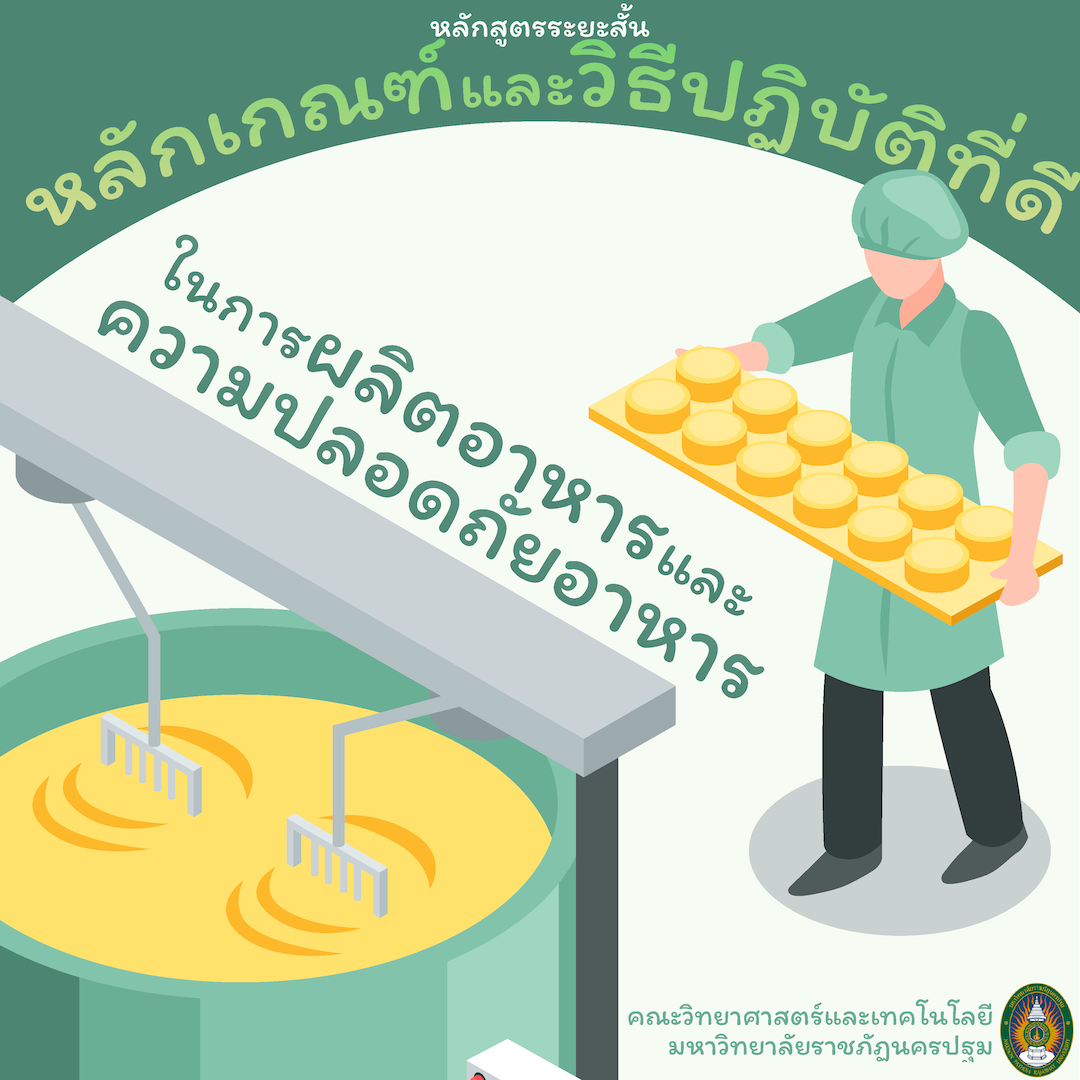 หลักสูตรระยะสั้น
หลักเกณฑ์และวิธีปฏิบัติที่ดี
ในการผลิตอาหารและ
ความปลอดภัยอาหาร
คณะวิทยาศาสตร์และเทคโนโลยี
มหาวิทยาลัยราชภัฏนครปฐม